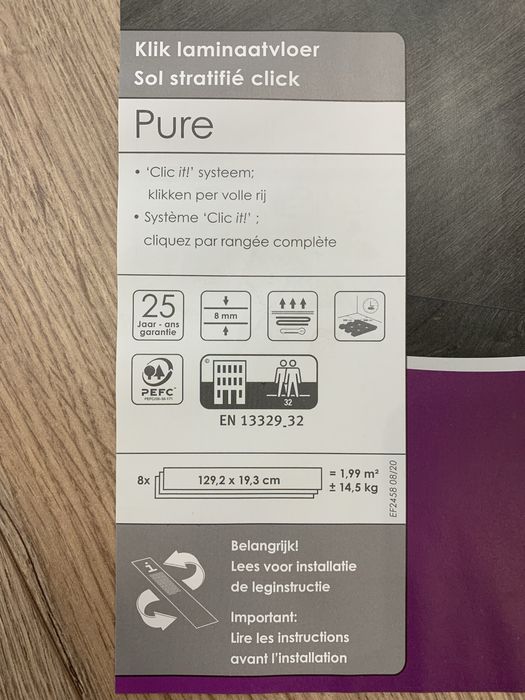 Klik laminaatvloer
Sol stratifié click
Pure
• ‘Clic it!’ systeem;
klikken per volle rij
• Système ‘Clic it!’ ;
cliquez par rangée complète
25
Jaar - ans
garantie
8 mm
PEFC
32
EN 13329_32
8x
129,2 x 19,3 cm
= 1,99 m²
± 14,5 kg
EF2458 08/20
Belangrijk!
Lees voor installatie
de leginstructie
Important:
Lire les instructions
avant l’installation